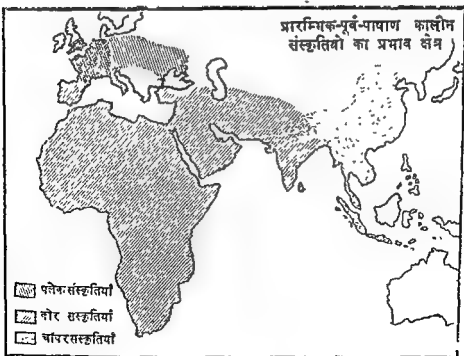 प्रारम्भिक-पूर्व-पाषाण कालीन
संस्कृतियो का प्रभाव क्षेत्र
फ्लेक-संस्कृतियाँ
कोर संस्कृतियाँ
चॉपर संस्कृतियाँ